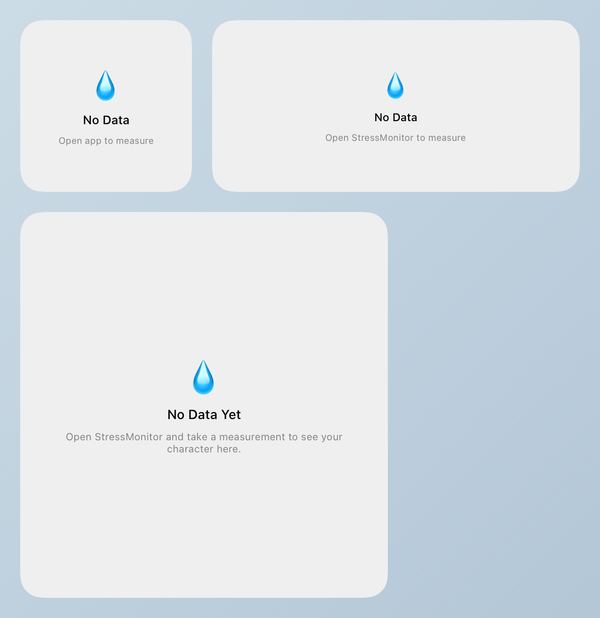 No Data
Open app to measure
No Data
Open StressMonitor to measure
No Data Yet
Open StressMonitor and take a measurement to see your
character here.